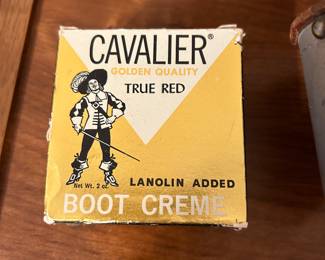 CAVALIER®
GOLDEN QUALITY
TRUE RED
Net Wt. 2 oz.
LANOLIN ADDED
BOOT CREME